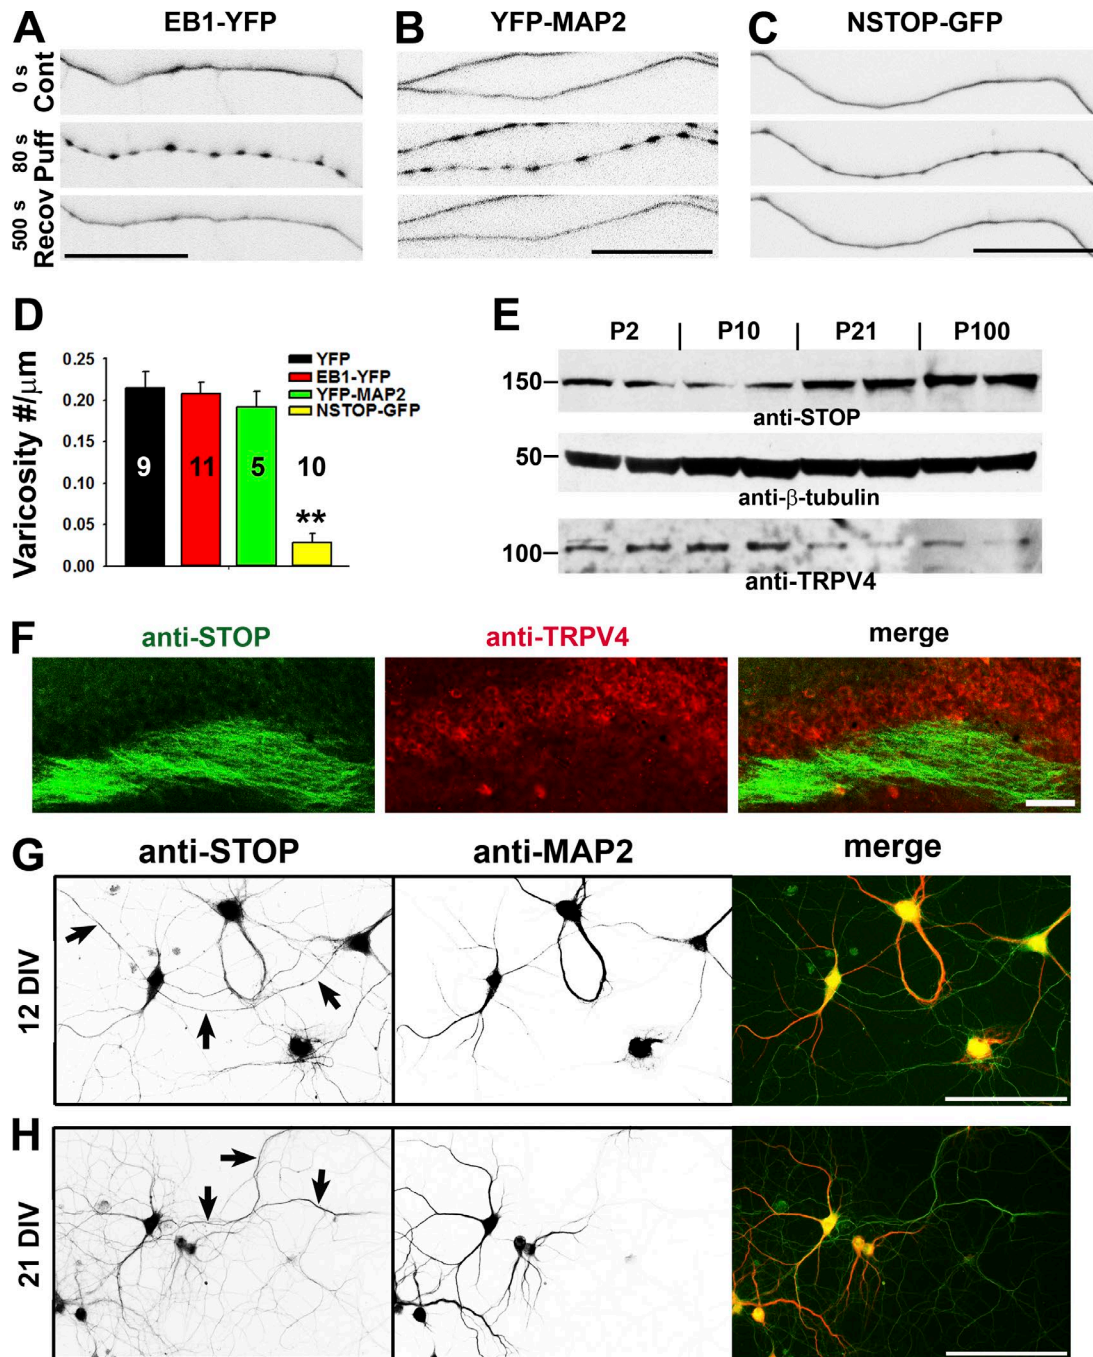 A EB1-YFP
B YFP-MAP2
C NSTOP-GFP
0 s
Cont
80 s
Puff
500 s
Recov
D
Varicosity #/μm
0.25
0.20
0.15
0.10
0.05
0.00
YFP
EB1-YFP
YFP-MAP2
NSTOP-GFP
9
11
5
10
**
E
P2 | P10 | P21 | P100
150
anti-STOP
50
anti-β-tubulin
100
anti-TRPV4
F anti-STOP anti-TRPV4 merge
G anti-STOP anti-MAP2 merge
12 DIV
H
21 DIV